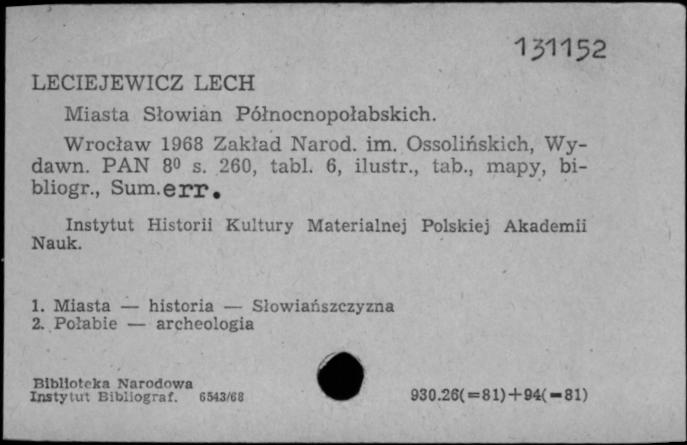 131152
LECIEJEWICZ LECH
Miasta Słowian Północnopołabskich.
Wrocław 1968 Zakład Narod. im. Ossolińskich, Wy-
dawn. PAN 8⁰ s. 260, tabl. 6, ilustr., tab., mapy, bi-
bliogr., Sum.err.
Instytut Historii Kultury Materialnej Polskiej Akademii
Nauk.
1. Miasta — historia — Słowiańszczyzna
2. Połabie — archeologia
Biblioteka Narodowa
Instytut Bibliograf. 6543/68 930.26(=81)+94(=81)